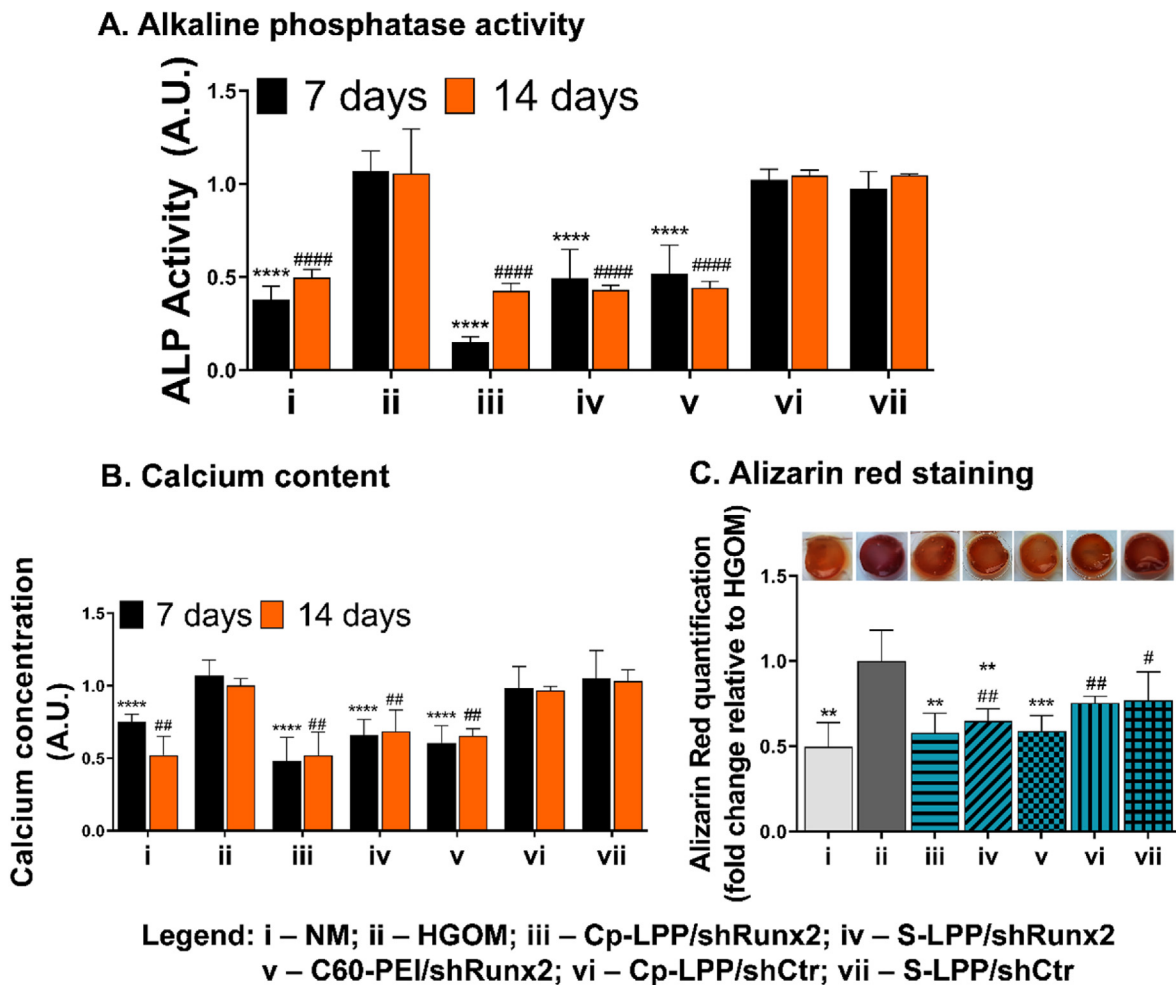 A. Alkaline phosphatase activity
ALP Activity (A.U.)
1.5
1.0
0.5
0.0
7 days 14 days
**** #### **** #### **** #### **** ####
i ii iii iv v vi vii
B. Calcium content
Calcium concentration
(A.U.)
1.5
1.0
0.5
0.0
7 days 14 days
**** ## **** ## **** ## **** ##
i ii iii iv v vi vii
C. Alizarin red staining
Alizarin Red quantification
(fold change relative to HGOM)
1.5
1.0
0.5
0.0
** ** ** ## *** ## #
i ii iii iv v vi vii
Legend: i – NM; ii – HGOM; iii – Cp-LPP/shRunx2; iv – S-LPP/shRunx2
v – C60-PEI/shRunx2; vi – Cp-LPP/shCtr; vii – S-LPP/shCtr